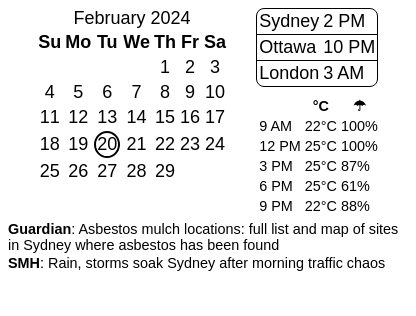 February 2024
Su Mo Tu We Th Fr Sa
1 2 3
4 5 6 7 8 9 10
11 12 13 14 15 16 17
18 19 20 21 22 23 24
25 26 27 28 29
Sydney 2 PM
Ottawa 10 PM
London 3 AM
°C ☂
9 AM 22°C 100%
12 PM 25°C 100%
3 PM 25°C 87%
6 PM 25°C 61%
9 PM 22°C 88%
Guardian: Asbestos mulch locations: full list and map of sites
in Sydney where asbestos has been found
SMH: Rain, storms soak Sydney after morning traffic chaos